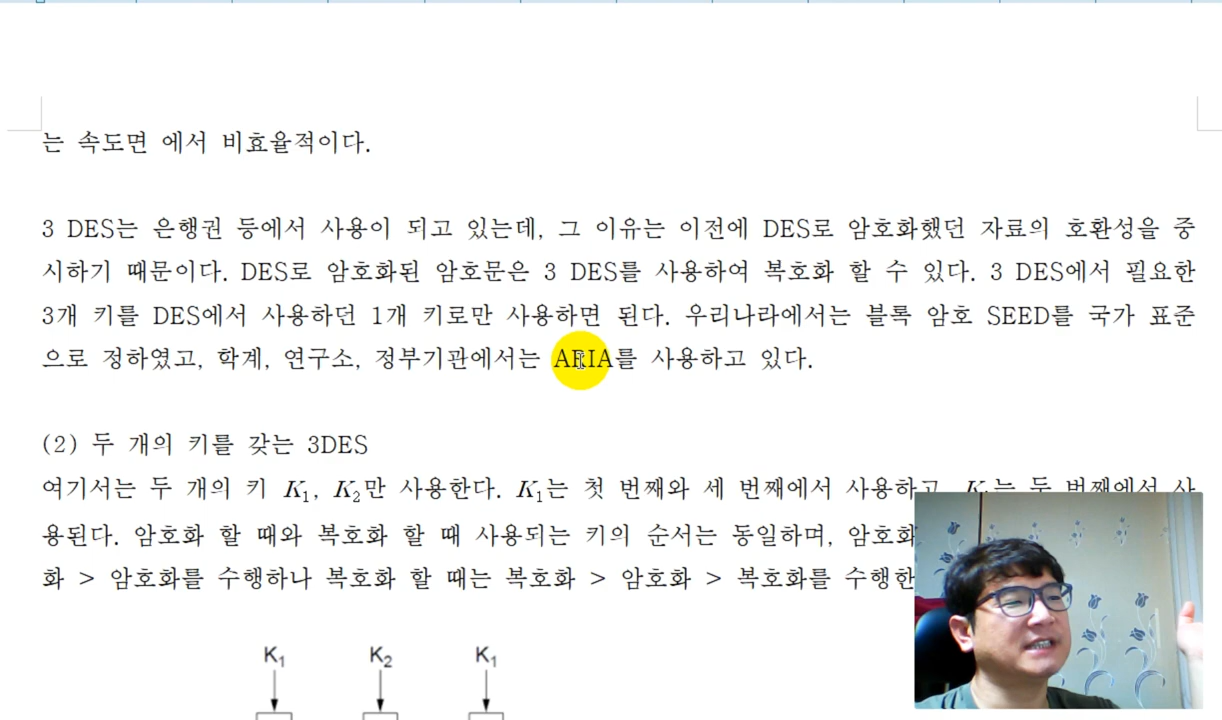 는 속도면 에서 비효율적이다.
3 DES는 은행권 등에서 사용이 되고 있는데, 그 이유는 이전에 DES로 암호화했던 자료의 호환성을 중
시하기 때문이다. DES로 암호화된 암호문은 3 DES를 사용하여 복호화 할 수 있다. 3 DES에서 필요한
3개 키를 DES에서 사용하던 1개 키로만 사용하면 된다. 우리나라에서는 블록 암호 SEED를 국가 표준
으로 정하였고, 학계, 연구소, 정부기관에서는 ARIA를 사용하고 있다.
(2) 두 개의 키를 갖는 3DES
여기서는 두 개의 키 K₁, K₂만 사용한다. K₁는 첫 번째와 세 번째에서 사용하고, 는 두 번째에서 사
용된다. 암호화 할 때와 복호화 할 때 사용되는 키의 순서는 동일하며, 암호화
화 > 암호화를 수행하나 복호화 할 때는 복호화 > 암호화 > 복호화를 수행한
K₁ K₂ K₁